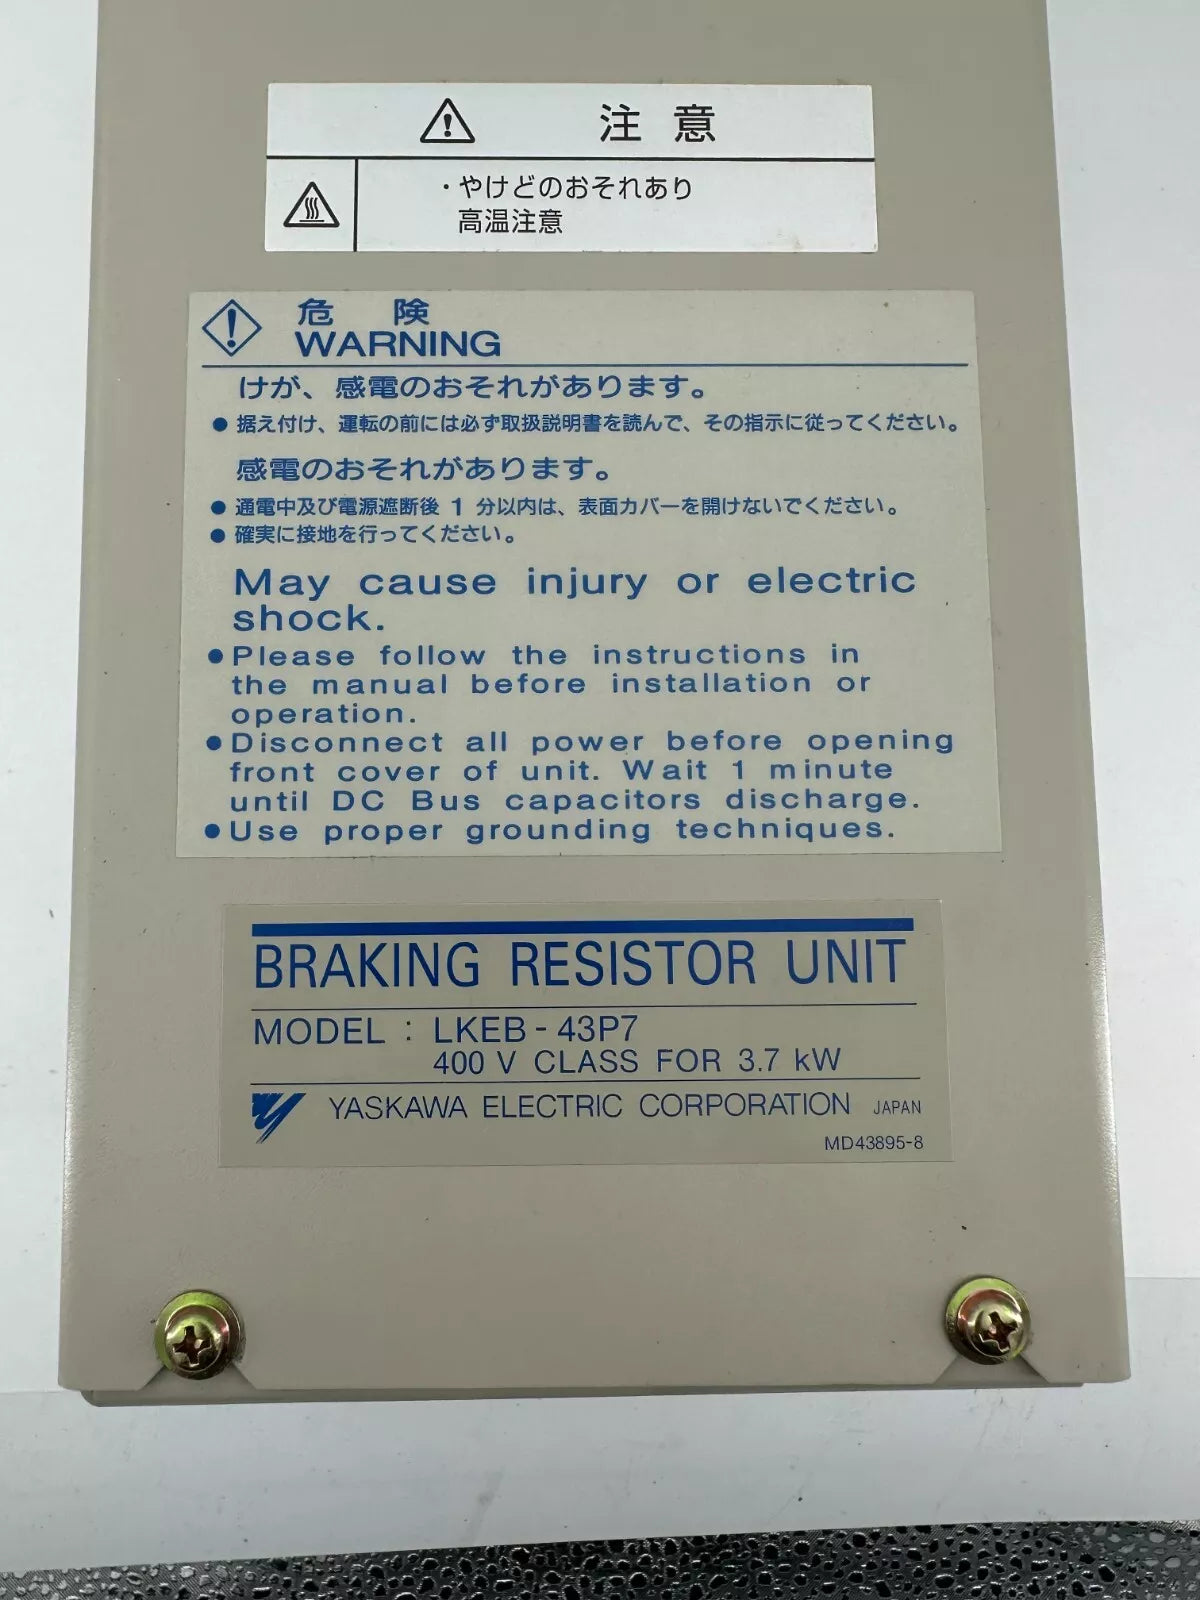 注意
・やけどのおそれあり
高温注意
危険
WARNING
けが、感電のおそれがあります。
●据え付け、運転の前には必ず取扱説明書を読んで、その指示に従ってください。
感電のおそれがあります。
●通電中及び電源遮断後1分以内は、表面カバーを開けないでください。
●確実に接地を行ってください。
May cause injury or electric
shock.
●Please follow the instructions in
the manual before installation or
operation.
●Disconnect all power before opening
front cover of unit. Wait 1 minute
until DC Bus capacitors discharge.
●Use proper grounding techniques.
BRAKING RESISTOR UNIT
MODEL : LKEB-43P7
400 V CLASS FOR 3.7 kW
YASKAWA ELECTRIC CORPORATION JAPAN
MD43895-8